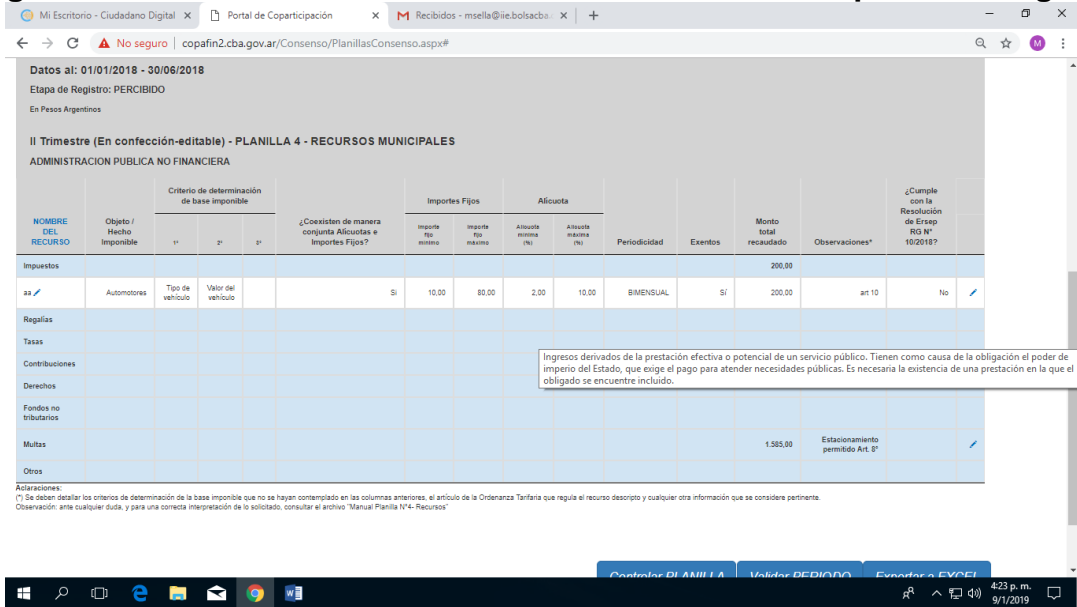 Mi Escritorio - Ciudadano Digital
Portal de Coparticipación
Recibidos - msella@iie.bolsacba.
No seguro
copafin2.cba.gov.ar/Consenso/PlanillasConsenso.aspx#
M
Datos al: 01/01/2018 - 30/06/2018
Etapa de Registro: PERCIBIDO
En Pesos Argentinos
II Trimestre (En confección-editable) - PLANILLA 4 - RECURSOS MUNICIPALES
ADMINISTRACION PUBLICA NO FINANCIERA
NOMBRE DEL RECURSO
Objeto / Hecho Imponible
Criterio de determinación de base imponible
1º
2º
3º
¿Coexisten de manera conjunta Alícuotas e Importes Fijos?
Importes Fijos
Importe fijo mínimo
Importe fijo máximo
Alícuota
Alícuota mínima (%)
Alícuota máxima (%)
Periodicidad
Exentos
Monto total recaudado
Observaciones*
¿Cumple con la Resolución de Ersep RG N° 10/2018?
Impuestos 200,00
aa Automotores Tipo de vehículo Valor del vehículo Si 10,00 80,00 2,00 10,00 BIMENSUAL Sí 200,00 art 10 No
Regalías
Tasas
Contribuciones
Derechos
Fondos no tributarios
Multas 1.585,00 Estacionamiento permitido Art. 8°
Otros
Ingresos derivados de la prestación efectiva o potencial de un servicio público. Tienen como causa de la obligación el poder de
imperio del Estado, que exige el pago para atender necesidades públicas. Es necesaria la existencia de una prestación en la que el
obligado se encuentre incluido.
Aclaraciones:
(*) Se deben detallar los criterios de determinación de la base imponible que no se hayan contemplado en las columnas anteriores, el artículo de la Ordenanza Tarifaria que regula el recurso descripto y cualquier otra información que se considere pertinente.
Observación: ante cualquier duda, y para una correcta interpretación de lo solicitado, consultar el archivo "Manual Planilla N°4- Recursos"
Controlar PLANILLA
Validar PERIODO
Exportar a EXCEL
4:23 p. m.
9/1/2019